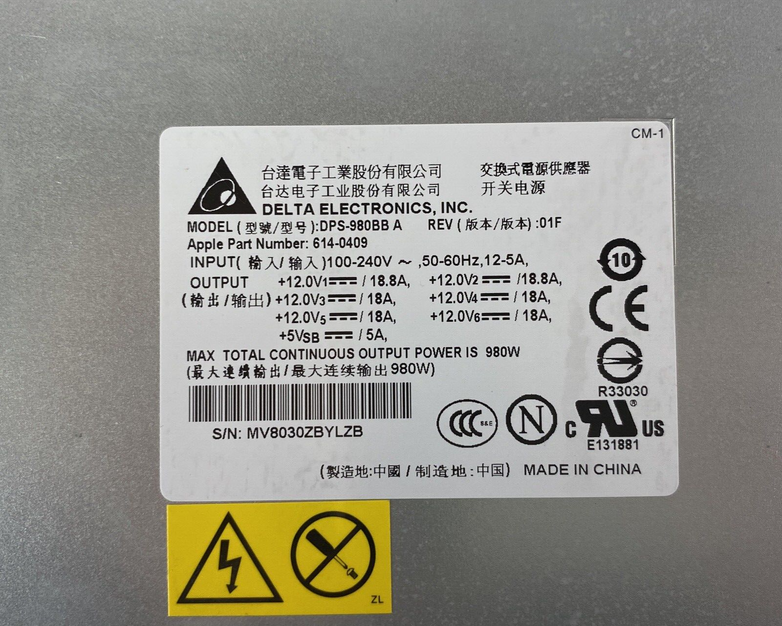 CM-1
台達電子工業股份有限公司 交換式電源供應器
台达电子工业股份有限公司 开关电源
DELTA ELECTRONICS, INC.
MODEL (型號/型号):DPS-980BB A REV (版本/版本):01F
Apple Part Number: 614-0409
INPUT( 輸入/输入)100-240V ～ ,50-60Hz,12-5A,
OUTPUT +12.0V1⎓ / 18.8A, +12.0V2⎓ /18.8A,
(輸出/输出) +12.0V3⎓ / 18A, +12.0V4⎓ / 18A,
+12.0V5⎓ / 18A, +12.0V6⎓ / 18A,
+5VSB ⎓ / 5A,
MAX TOTAL CONTINUOUS OUTPUT POWER IS 980W
(最大連續輸出/最大连续输出980W)
S/N: MV8030ZBYLZB
10
CE
R33030
CCC S&E
N
c RU® US
E131881
(製造地:中國 / 制造地:中国) MADE IN CHINA
ZL